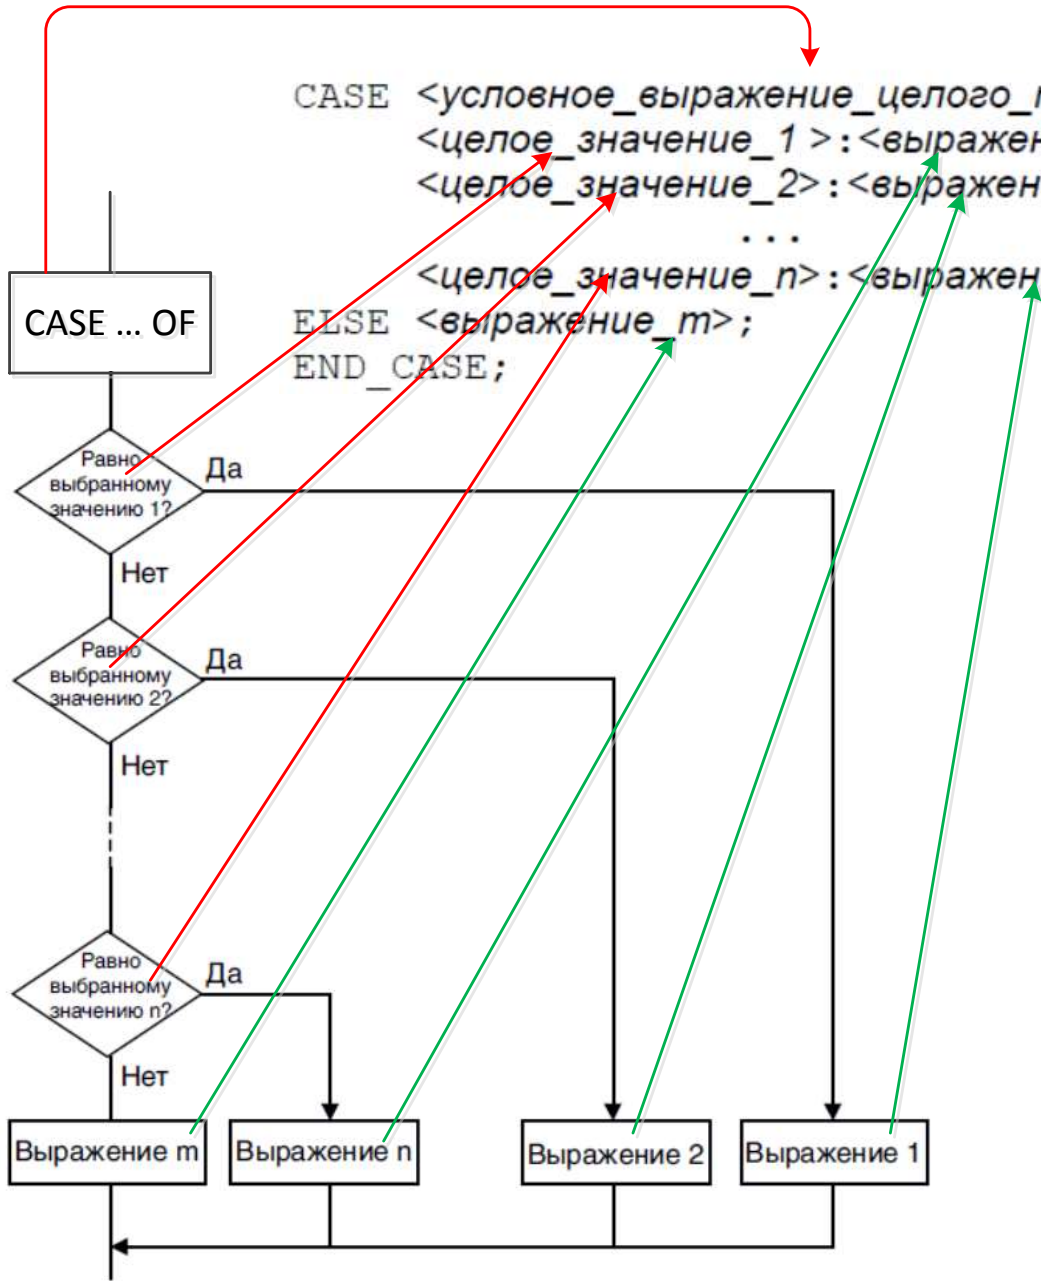 CASE <условное_выражение_целого_
<целое_значение_1 >:<выражен
<целое_значение_2>:<выражен
...
<целое_значение_n>:<выражен
ELSE <выражение_m>;
END_CASE;
CASE ... OF
Равно
выбранному
значению 1?
Да
Нет
Равно
выбранному
значению 2?
Да
Нет
Равно
выбранному
значению n?
Да
Нет
Выражение m
Выражение n
Выражение 2
Выражение 1